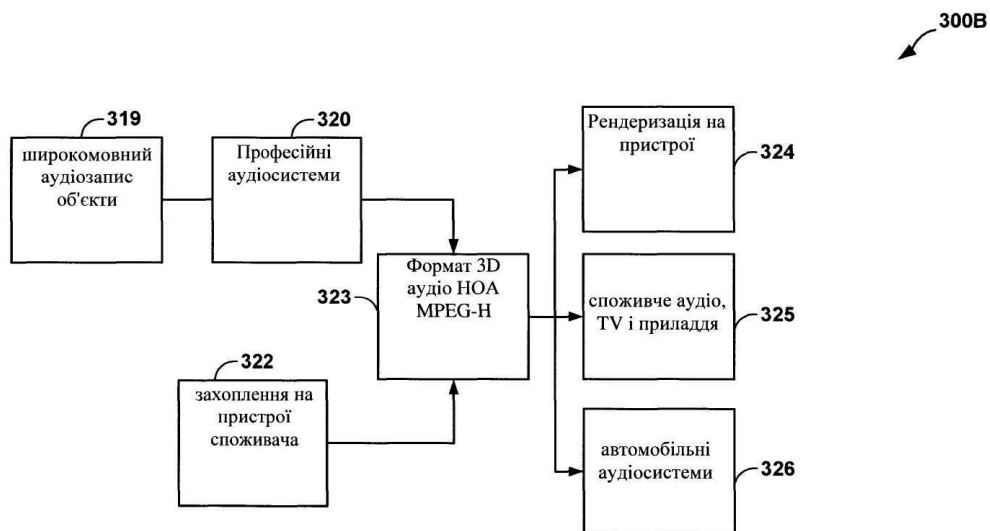 300B
319
широкомовний
аудіозапис
об'єкти
320
Професійні
аудіосистеми
322
захоплення на
пристрої
споживача
323
Формат 3D
аудіо HOA
MPEG-H
Рендеризація на
пристрої
324
споживче аудіо,
TV і приладдя
325
автомобільні
аудіосистеми
326